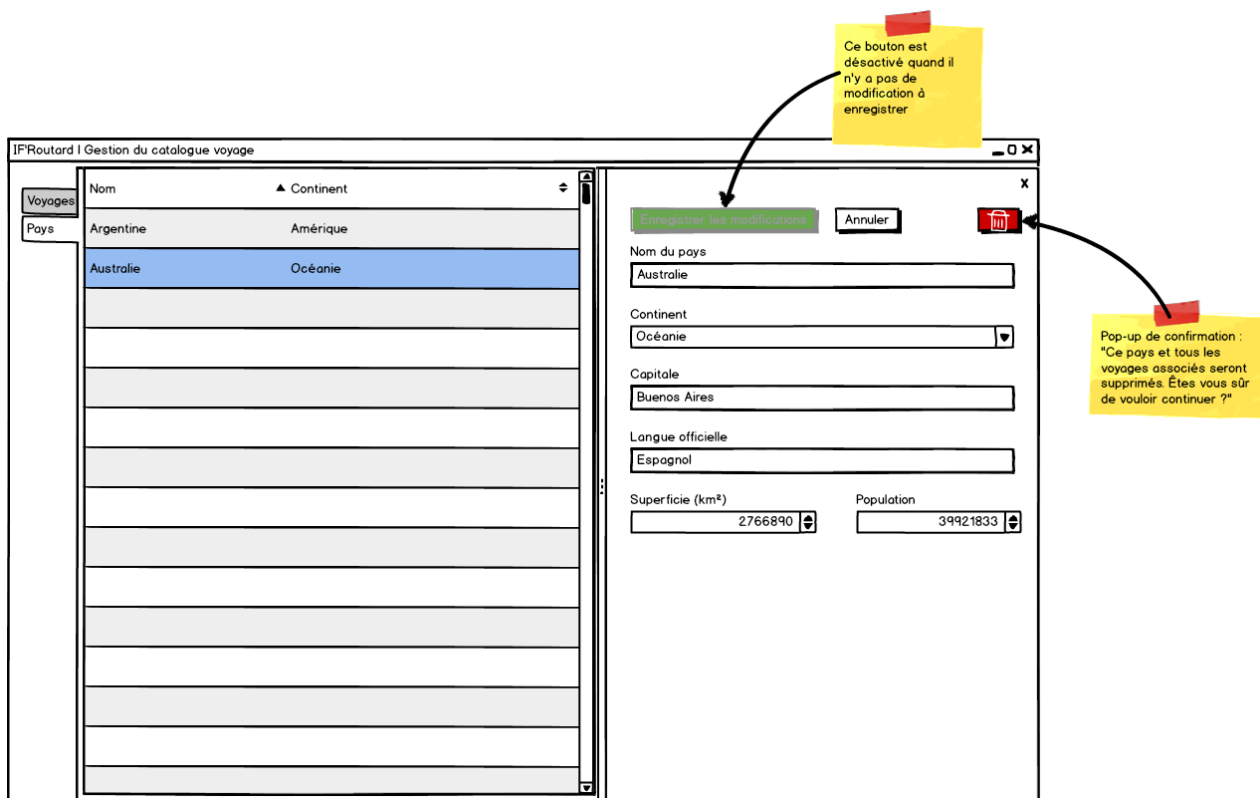 Ce bouton est
désactivé quand il
n'y a pas de
modification à
enregistrer
IF'Routard | Gestion du catalogue voyage
Voyages
Pays
Nom Continent
Argentine Amérique
Australie Océanie
x
Enregistrer les modifications Annuler
Nom du pays
Australie
Continent
Océanie
Capitale
Buenos Aires
Langue officielle
Espagnol
Superficie (km²) Population
2766890 39921833
Pop-up de confirmation :
"Ce pays et tous les
voyages associés seront
supprimés. Êtes vous sûr
de vouloir continuer ?"